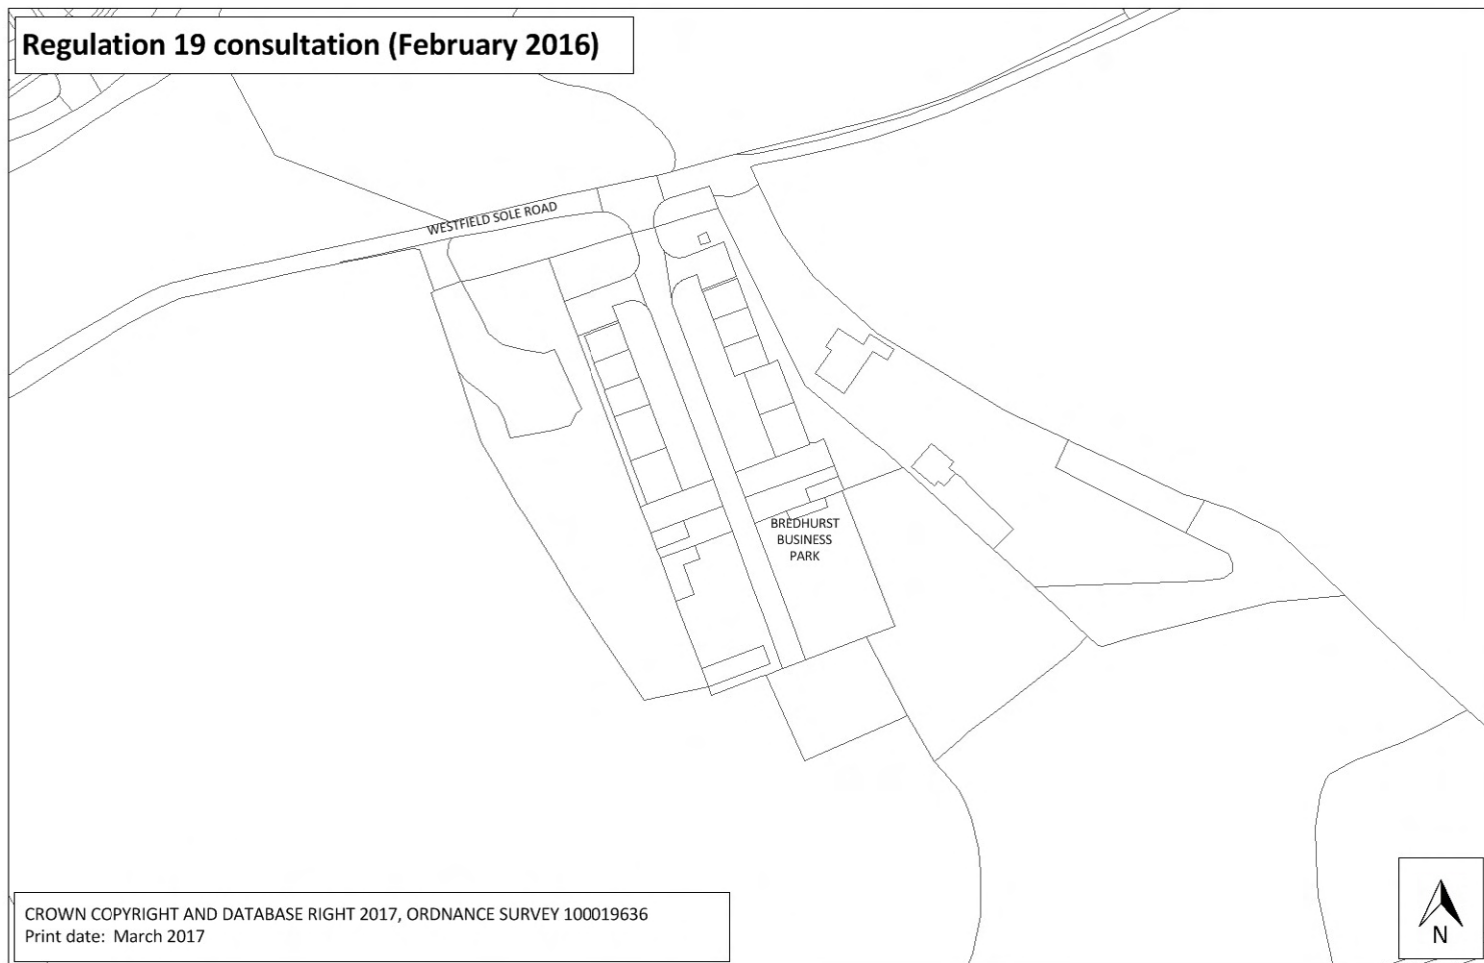 Regulation 19 consultation (February 2016)
WESTFIELD SOLE ROAD
BREDHURST
BUSINESS
PARK
CROWN COPYRIGHT AND DATABASE RIGHT 2017, ORDNANCE SURVEY 100019636
Print date: March 2017
N